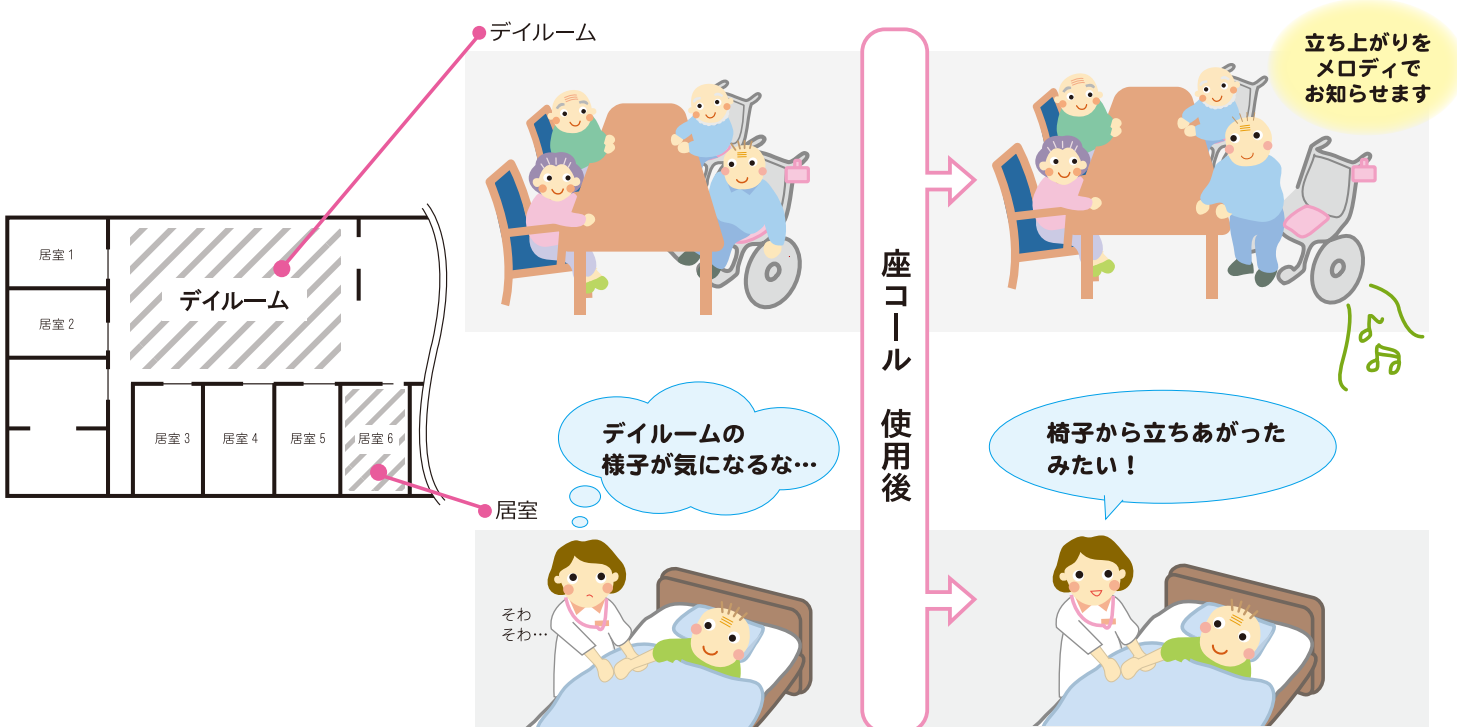 デイルーム
立ち上がりを
メロディで
お知らせます
居室 1
居室 2
デイルーム
居室 3
居室 4
居室 5
居室 6
居室
座コール 使用後
デイルームの
様子が気になるな…
椅子から立ちあがった
みたい！
そわ
そわ…